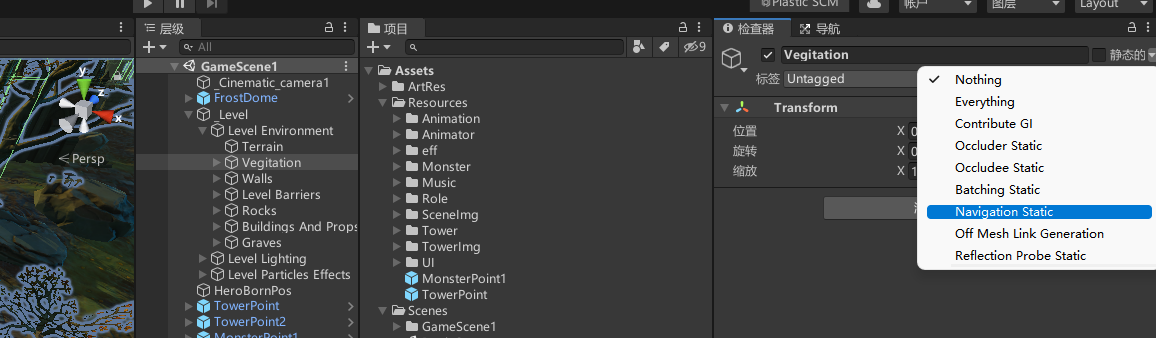 Plastic SCM
帐户
图层
Layout
Persp
y
z
x
层级
All
GameScene1
_Cinematic_camera1
FrostDome
_Level
Level Environment
Terrain
Vegitation
Walls
Level Barriers
Rocks
Buildings And Props
Graves
Level Lighting
Level Particles Effects
HeroBornPos
TowerPoint
TowerPoint2
MonsterPoint1
项目
9
Assets
ArtRes
Resources
Animation
Animator
eff
Monster
Music
Role
SceneImg
Tower
TowerImg
UI
MonsterPoint1
TowerPoint
Scenes
GameScene1
检查器
导航
Vegitation
静态的
标签 Untagged
Transform
位置 X 0
旋转 X 0
缩放 X 1
Nothing
Everything
Contribute GI
Occluder Static
Occludee Static
Batching Static
Navigation Static
Off Mesh Link Generation
Reflection Probe Static